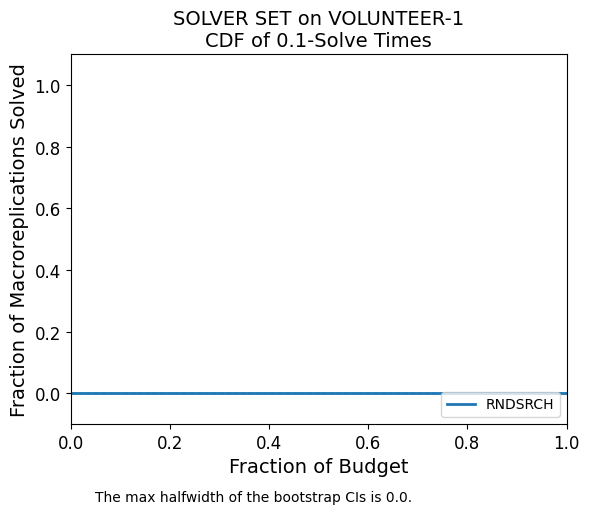 SOLVER SET on VOLUNTEER-1
CDF of 0.1-Solve Times
Fraction of Macroreplications Solved
1.0
0.8
0.6
0.4
0.2
0.0
RNDSRCH
0.0 0.2 0.4 0.6 0.8 1.0
Fraction of Budget
The max halfwidth of the bootstrap CIs is 0.0.